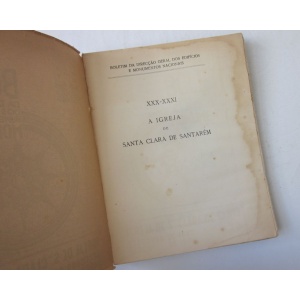 BOLETIM DA DIRECÇÃO GERAL DOS EDIFÍCIOS
E MONUMENTOS NACIONAIS
XXX-XXXI
A IGREJA
DE
SANTA CLARA DE SANTARÉM